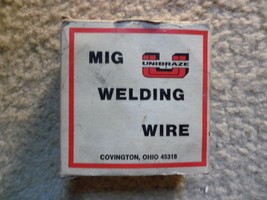 MIG UNIBRAZE
WELDING
WIRE
COVINGTON, OHIO 45318